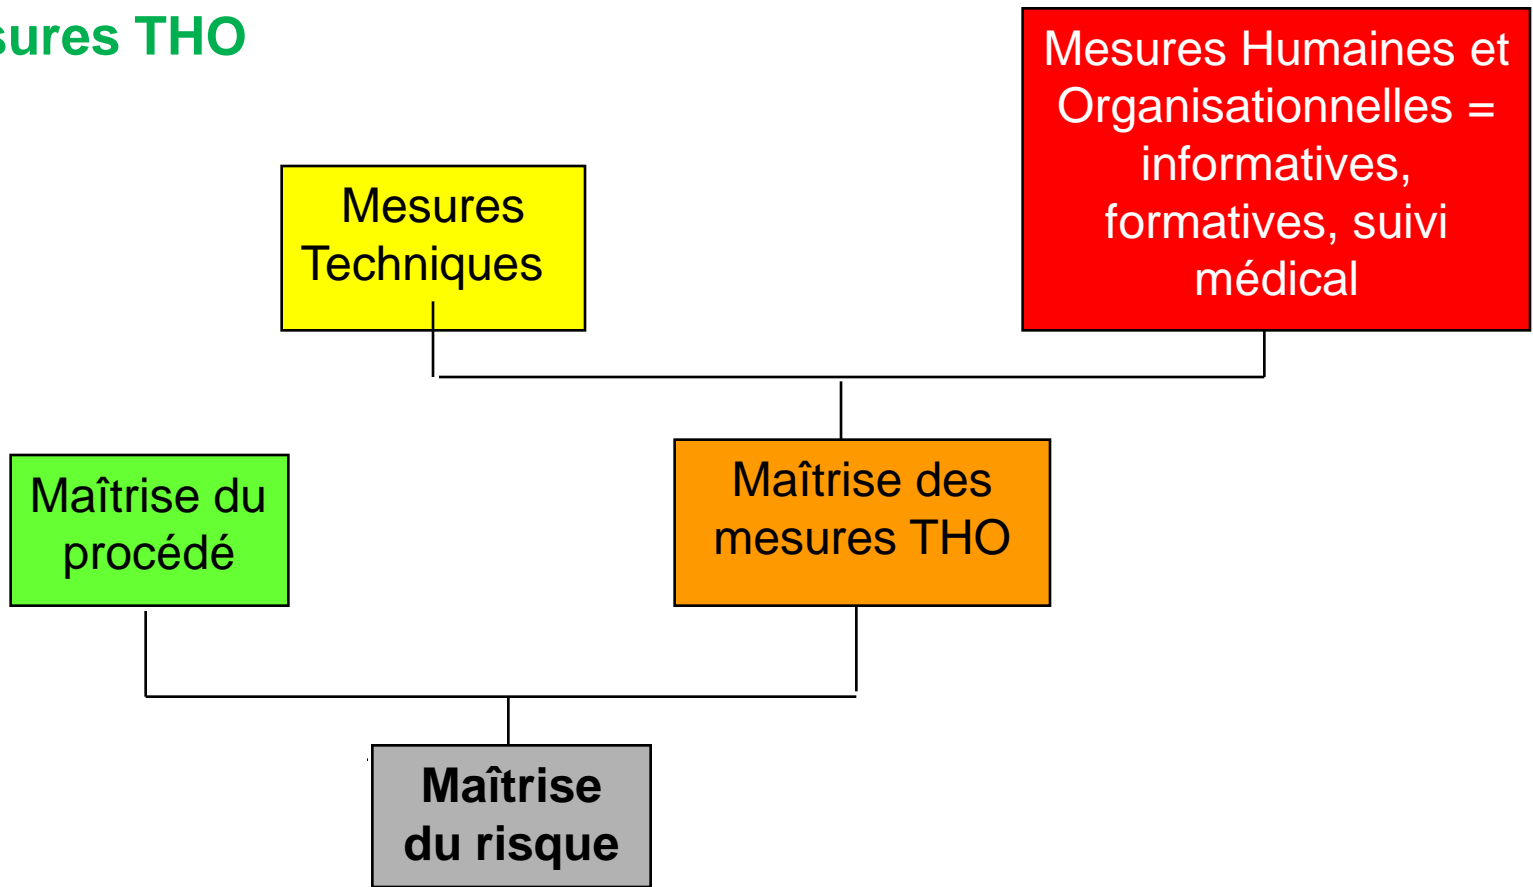 sures THO
Mesures Humaines et
Organisationnelles =
informatives,
formatives, suivi
médical
Mesures
Techniques
Maîtrise du
procédé
Maîtrise des
mesures THO
Maîtrise
du risque